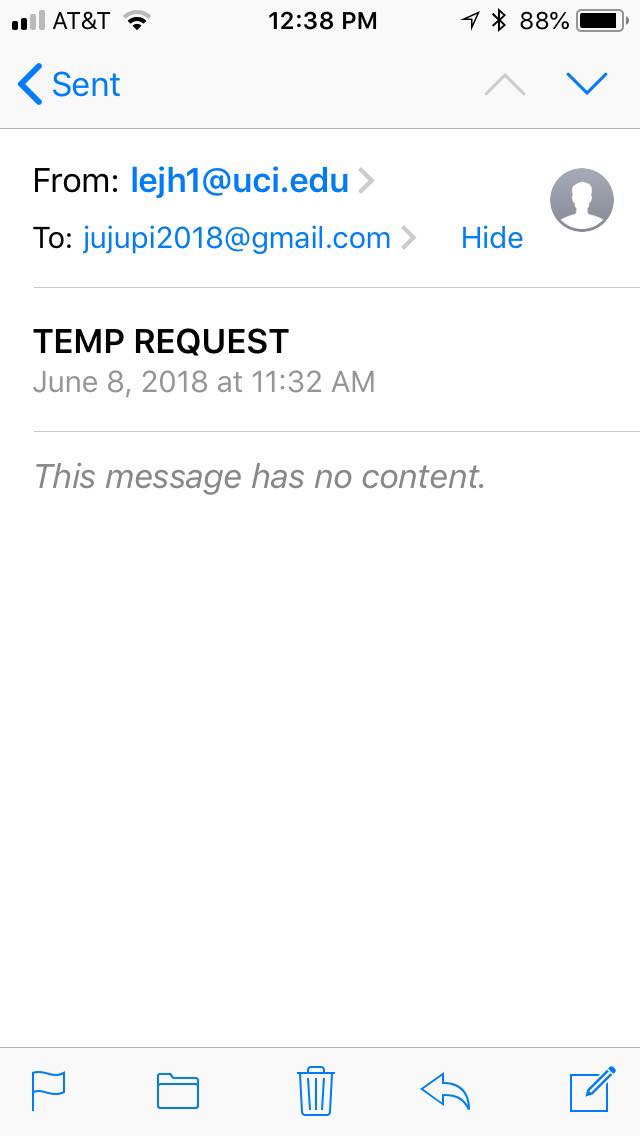 AT&T 12:38 PM 88%
Sent
From: lejh1@uci.edu
To: jujupi2018@gmail.com Hide
TEMP REQUEST
June 8, 2018 at 11:32 AM
This message has no content.